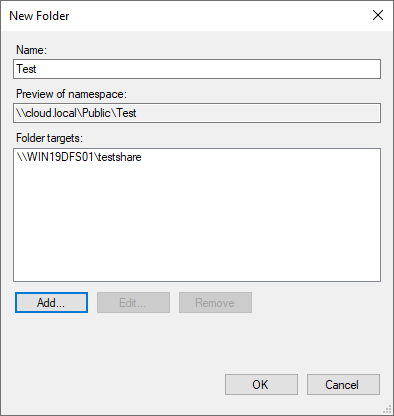 New Folder
Name:
Test
Preview of namespace:
\\cloud.local\Public\Test
Folder targets:
\\WIN19DFS01\testshare
Add... Edit... Remove
OK Cancel